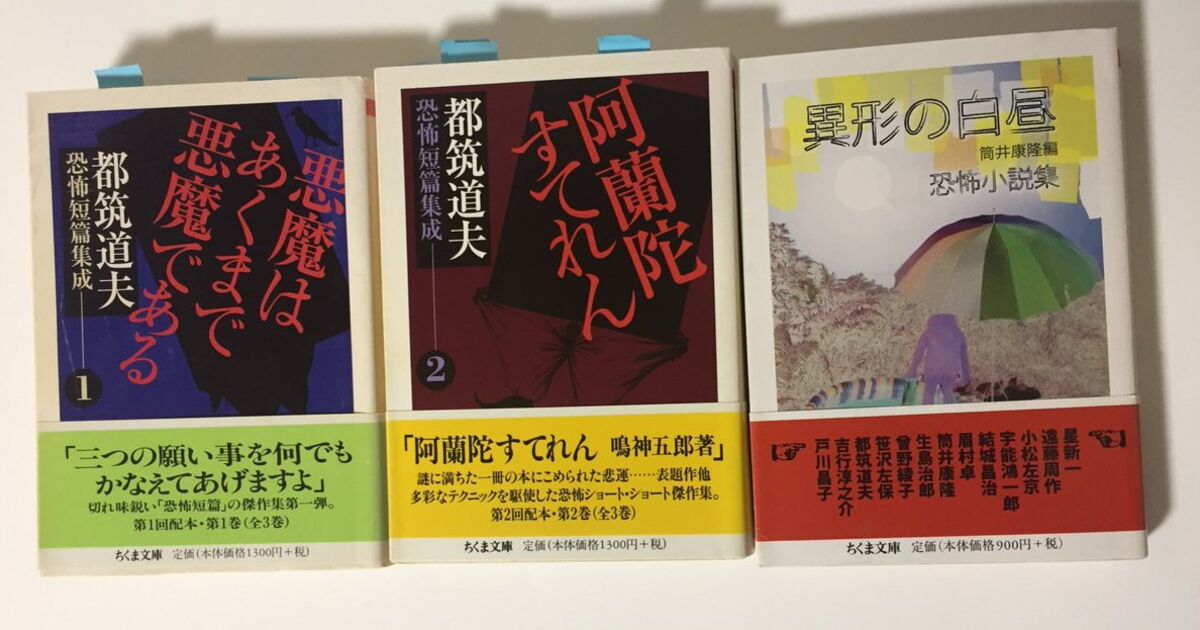 悪魔は
あくまで
悪魔である
都筑道夫
恐怖短篇集成
1
「三つの願い事を何でも
かなえてあげますよ」
切れ味鋭い「恐怖短篇」の傑作集第一弾。
第1回配本・第1巻(全3巻)
ちくま文庫 定価(本体価格1300円+税)
阿蘭陀
すてれん
都筑道夫
恐怖短篇集成
2
「阿蘭陀すてれん 鳴神五郎著」
謎に満ちた一冊の本にこめられた悲運……表題作他
多彩なテクニックを駆使した恐怖ショート・ショート傑作集。
第2回配本・第2巻(全3巻)
ちくま文庫 定価(本体価格1300円+税)
異形の白昼
筒井康隆編
恐怖小説集
星新一
遠藤周作
小松左京
宇能鴻一郎
結城昌治
眉村卓
筒井康隆
生島治郎
曾野綾子
笹沢左保
都筑道夫
吉行淳之介
戸川昌子
ちくま文庫 定価(本体価格900円+税)